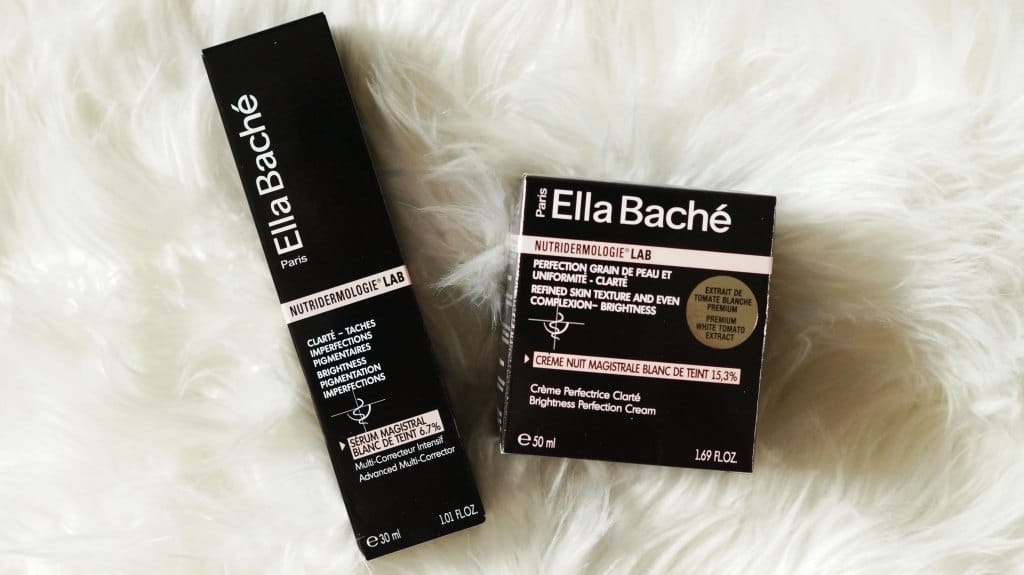 Ella Baché
Paris
NUTRIDERMOLOGIE® LAB
CLARTÉ – TACHES
IMPERFECTIONS
PIGMENTAIRES
BRIGHTNESS
PIGMENTATION
IMPERFECTIONS
SÉRUM MAGISTRAL
BLANC DE TEINT 6.7%
Multi-Correcteur Intensif
Advanced Multi-Corrector
e 30 ml
1.01 FL.OZ.
Paris
Ella Baché
NUTRIDERMOLOGIE® LAB
PERFECTION GRAIN DE PEAU ET
UNIFORMITÉ - CLARTÉ
REFINED SKIN TEXTURE AND EVEN
COMPLEXION– BRIGHTNESS
EXTRAIT DE
TOMATE BLANCHE
PREMIUM
PREMIUM
WHITE TOMATO
EXTRACT
CRÈME NUIT MAGISTRALE BLANC DE TEINT 15,3%
Crème Perfectrice Clarté
Brightness Perfection Cream
e 50 ml
1.69 FL.OZ.